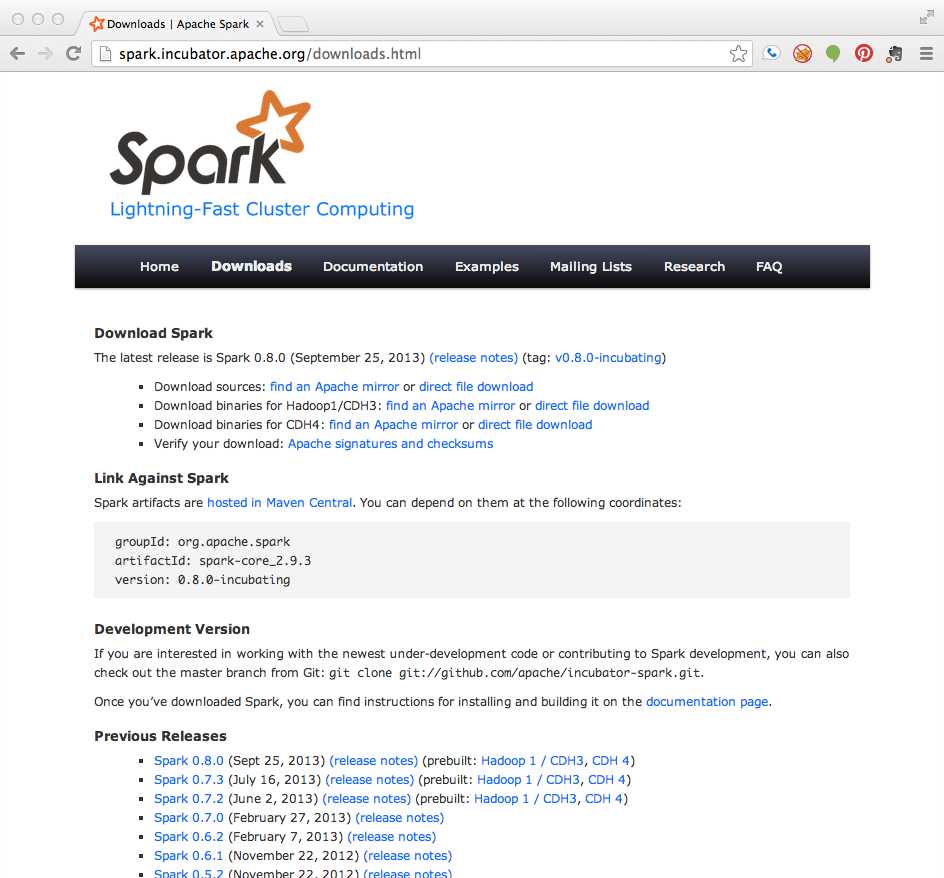 Downloads | Apache Spark
spark.incubator.apache.org/downloads.html
Spark
Lightning-Fast Cluster Computing
Home Downloads Documentation Examples Mailing Lists Research FAQ
Download Spark
The latest release is Spark 0.8.0 (September 25, 2013) (release notes) (tag: v0.8.0-incubating)
▪ Download sources: find an Apache mirror or direct file download
▪ Download binaries for Hadoop1/CDH3: find an Apache mirror or direct file download
▪ Download binaries for CDH4: find an Apache mirror or direct file download
▪ Verify your download: Apache signatures and checksums
Link Against Spark
Spark artifacts are hosted in Maven Central. You can depend on them at the following coordinates:
groupId: org.apache.spark
artifactId: spark-core_2.9.3
version: 0.8.0-incubating
Development Version
If you are interested in working with the newest under-development code or contributing to Spark development, you can also
check out the master branch from Git: git clone git://github.com/apache/incubator-spark.git.
Once you’ve downloaded Spark, you can find instructions for installing and building it on the documentation page.
Previous Releases
▪ Spark 0.8.0 (Sept 25, 2013) (release notes) (prebuilt: Hadoop 1 / CDH3, CDH 4)
▪ Spark 0.7.3 (July 16, 2013) (release notes) (prebuilt: Hadoop 1 / CDH3, CDH 4)
▪ Spark 0.7.2 (June 2, 2013) (release notes) (prebuilt: Hadoop 1 / CDH3, CDH 4)
▪ Spark 0.7.0 (February 27, 2013) (release notes)
▪ Spark 0.6.2 (February 7, 2013) (release notes)
▪ Spark 0.6.1 (November 22, 2012) (release notes)
▪ Spark 0.5.2 (November 22, 2012) (release notes)